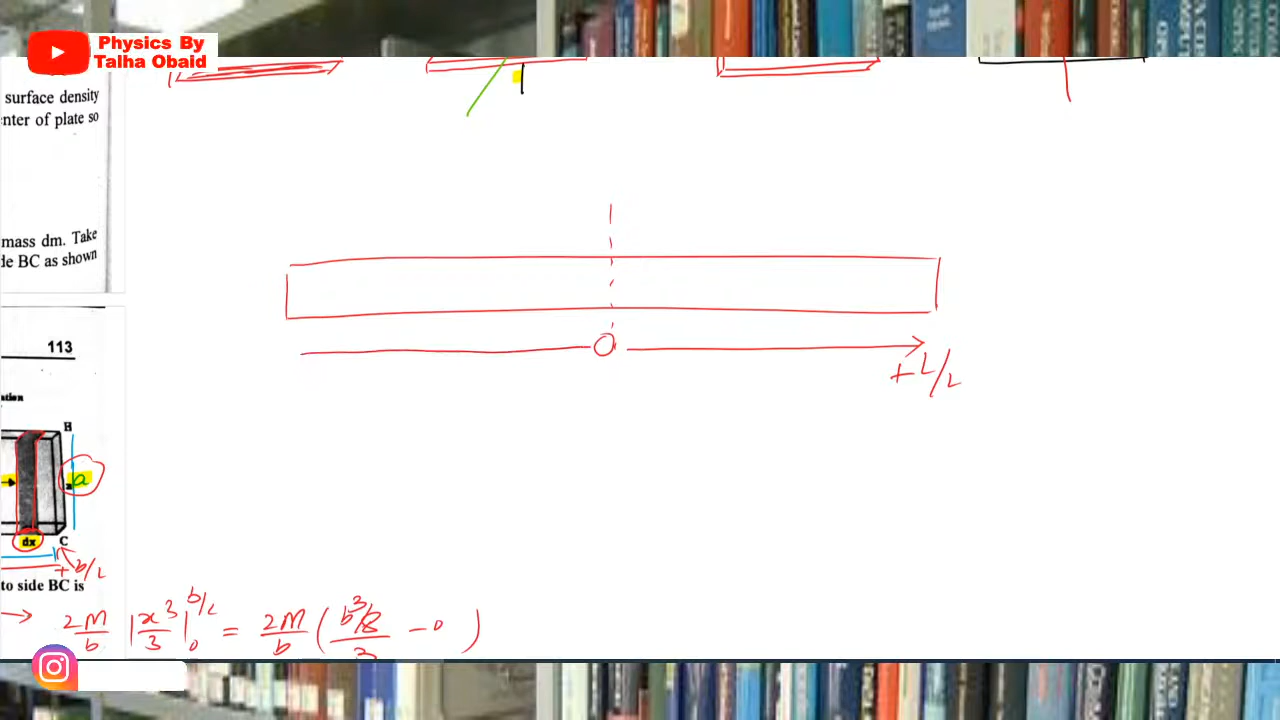 Physics By
Talha Obaid
surface density
nter of plate so
mass dm. Take
de BC as shown
O
+L/2
113
ation
H
a
dx
C
+b/2
to side BC is
→ 2M/b |x³/3|₀^b/2 = 2M/b (b³/8/3 - 0)